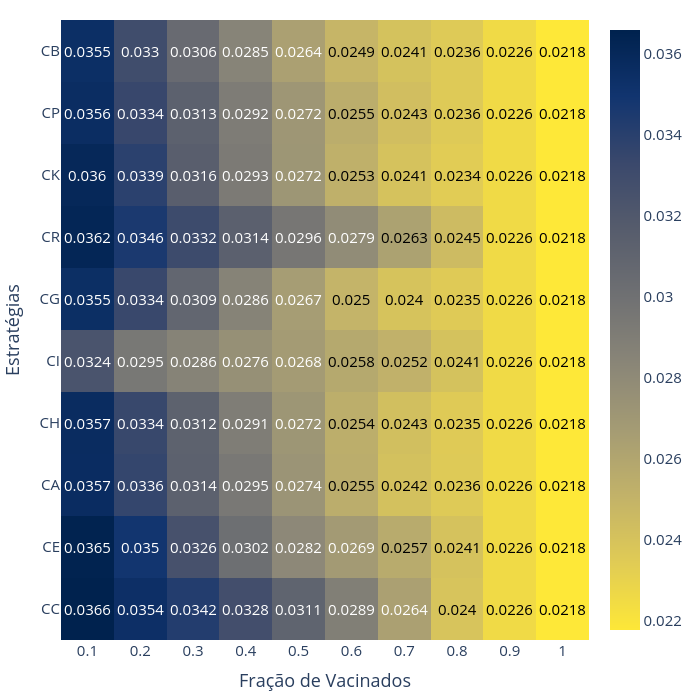 CB 0.0355 0.033 0.0306 0.0285 0.0264 0.0249 0.0241 0.0236 0.0226 0.0218
CP 0.0356 0.0334 0.0313 0.0292 0.0272 0.0255 0.0243 0.0236 0.0226 0.0218
CK 0.036 0.0339 0.0316 0.0293 0.0272 0.0253 0.0241 0.0234 0.0226 0.0218
CR 0.0362 0.0346 0.0332 0.0314 0.0296 0.0279 0.0263 0.0245 0.0226 0.0218
CG 0.0355 0.0334 0.0309 0.0286 0.0267 0.025 0.024 0.0235 0.0226 0.0218
CI 0.0324 0.0295 0.0286 0.0276 0.0268 0.0258 0.0252 0.0241 0.0226 0.0218
CH 0.0357 0.0334 0.0312 0.0291 0.0272 0.0254 0.0243 0.0235 0.0226 0.0218
CA 0.0357 0.0336 0.0314 0.0295 0.0274 0.0255 0.0242 0.0236 0.0226 0.0218
CE 0.0365 0.035 0.0326 0.0302 0.0282 0.0269 0.0257 0.0241 0.0226 0.0218
CC 0.0366 0.0354 0.0342 0.0328 0.0311 0.0289 0.0264 0.024 0.0226 0.0218
0.1 0.2 0.3 0.4 0.5 0.6 0.7 0.8 0.9 1
Fração de Vacinados
Estratégias
0.036
0.034
0.032
0.03
0.028
0.026
0.024
0.022